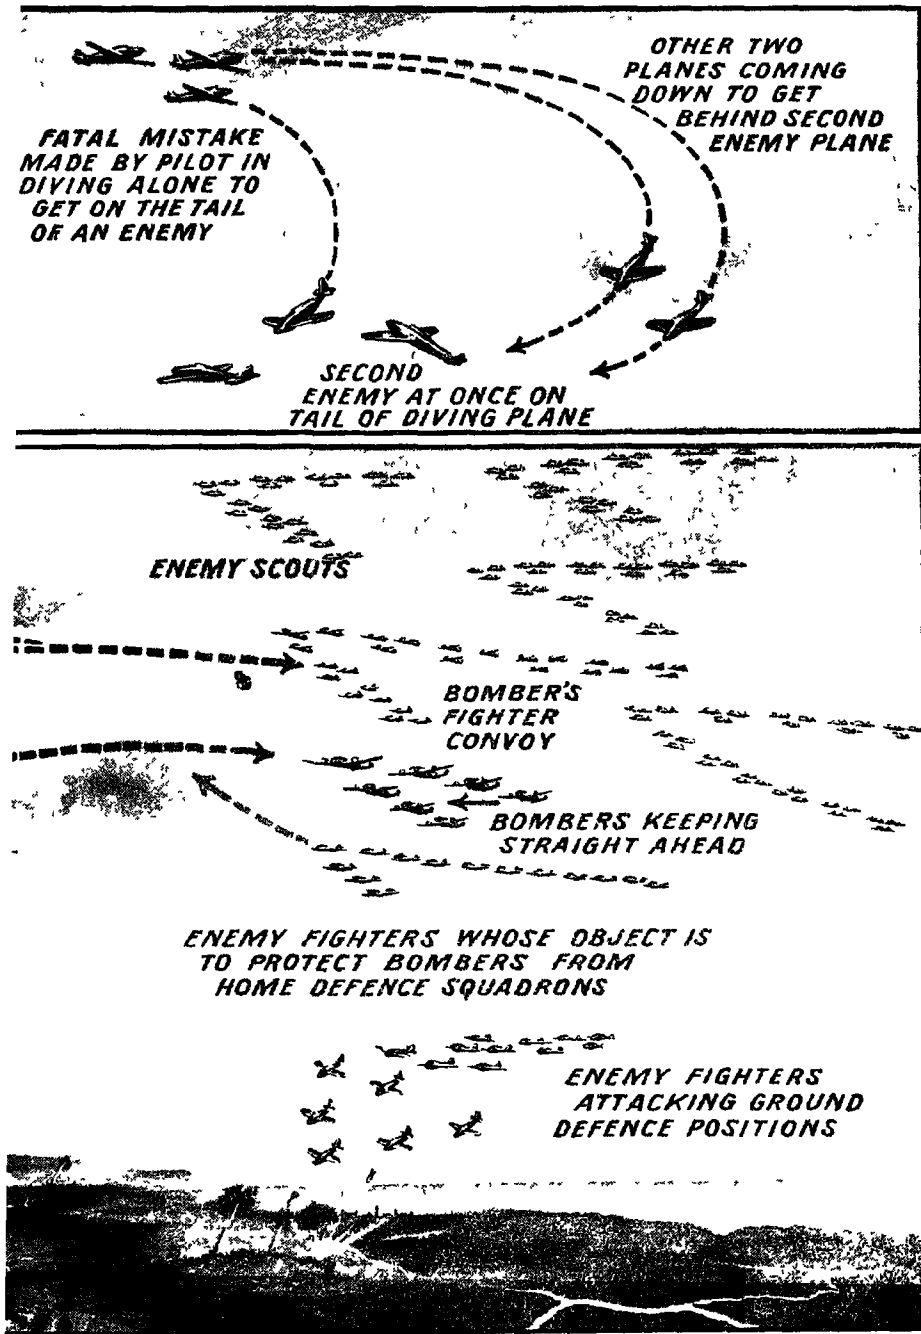 OTHER TWO
PLANES COMING
DOWN TO GET
BEHIND SECOND
ENEMY PLANE
FATAL MISTAKE
MADE BY PILOT IN
DIVING ALONE TO
GET ON THE TAIL
OF AN ENEMY
SECOND
ENEMY AT ONCE ON
TAIL OF DIVING PLANE
ENEMY SCOUTS
BOMBER'S
FIGHTER
CONVOY
BOMBERS KEEPING
STRAIGHT AHEAD
ENEMY FIGHTERS WHOSE OBJECT IS
TO PROTECT BOMBERS FROM
HOME DEFENCE SQUADRONS
ENEMY FIGHTERS
ATTACKING GROUND
DEFENCE POSITIONS